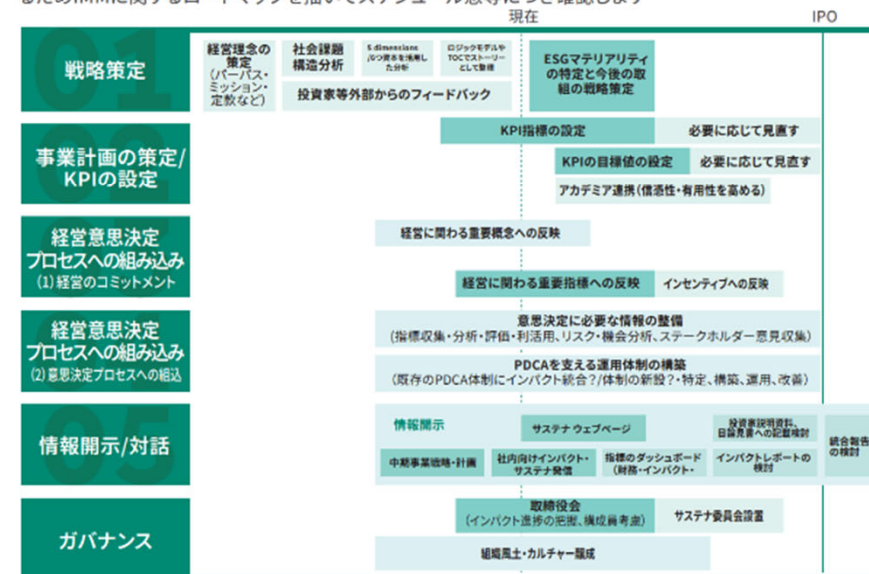 現在
IPO
01
戦略策定
経営理念の
策定
(パーパス・
ミッション・
定款など)
社会課題
構造分析
5 dimensions
/6つ資本を活用し
た分析
ロジックモデルや
TOCでストーリー
として整理
投資家等外部からのフィードバック
ESGマテリアリティ
の特定と今後の取
組の戦略策定
事業計画の策定/
KPIの設定
KPI指標の設定
必要に応じて見直す
KPIの目標値の設定
必要に応じて見直す
アカデミア連携(信憑性・有用性を高める)
経営意思決定
プロセスへの組み込み
(1)経営のコミットメント
経営に関わる重要概念への反映
経営に関わる重要指標への反映
インセンティブへの反映
経営意思決定
プロセスへの組み込み
(2)意思決定プロセスへの組込
意思決定に必要な情報の整備
(指標収集・分析・評価・利活用、リスク・機会分析、ステークホルダー意見収集)
PDCAを支える運用体制の構築
(既存のPDCA体制にインパクト統合?/体制の新設?・特定、構築、運用、改善)
05
情報開示/対話
情報開示
サステナ ウェブページ
投資家説明資料、
目論見書への記載検討
統合報告
の検討
中期事業戦略・計画
社内向けインパクト・
サステナ発信
指標のダッシュボード
(財務・インパクト・
インパクトレポートの
検討
ガバナンス
取締役会
(インパクト進捗の把握、構成員考慮)
サステナ委員会設置
組織風土・カルチャー醸成